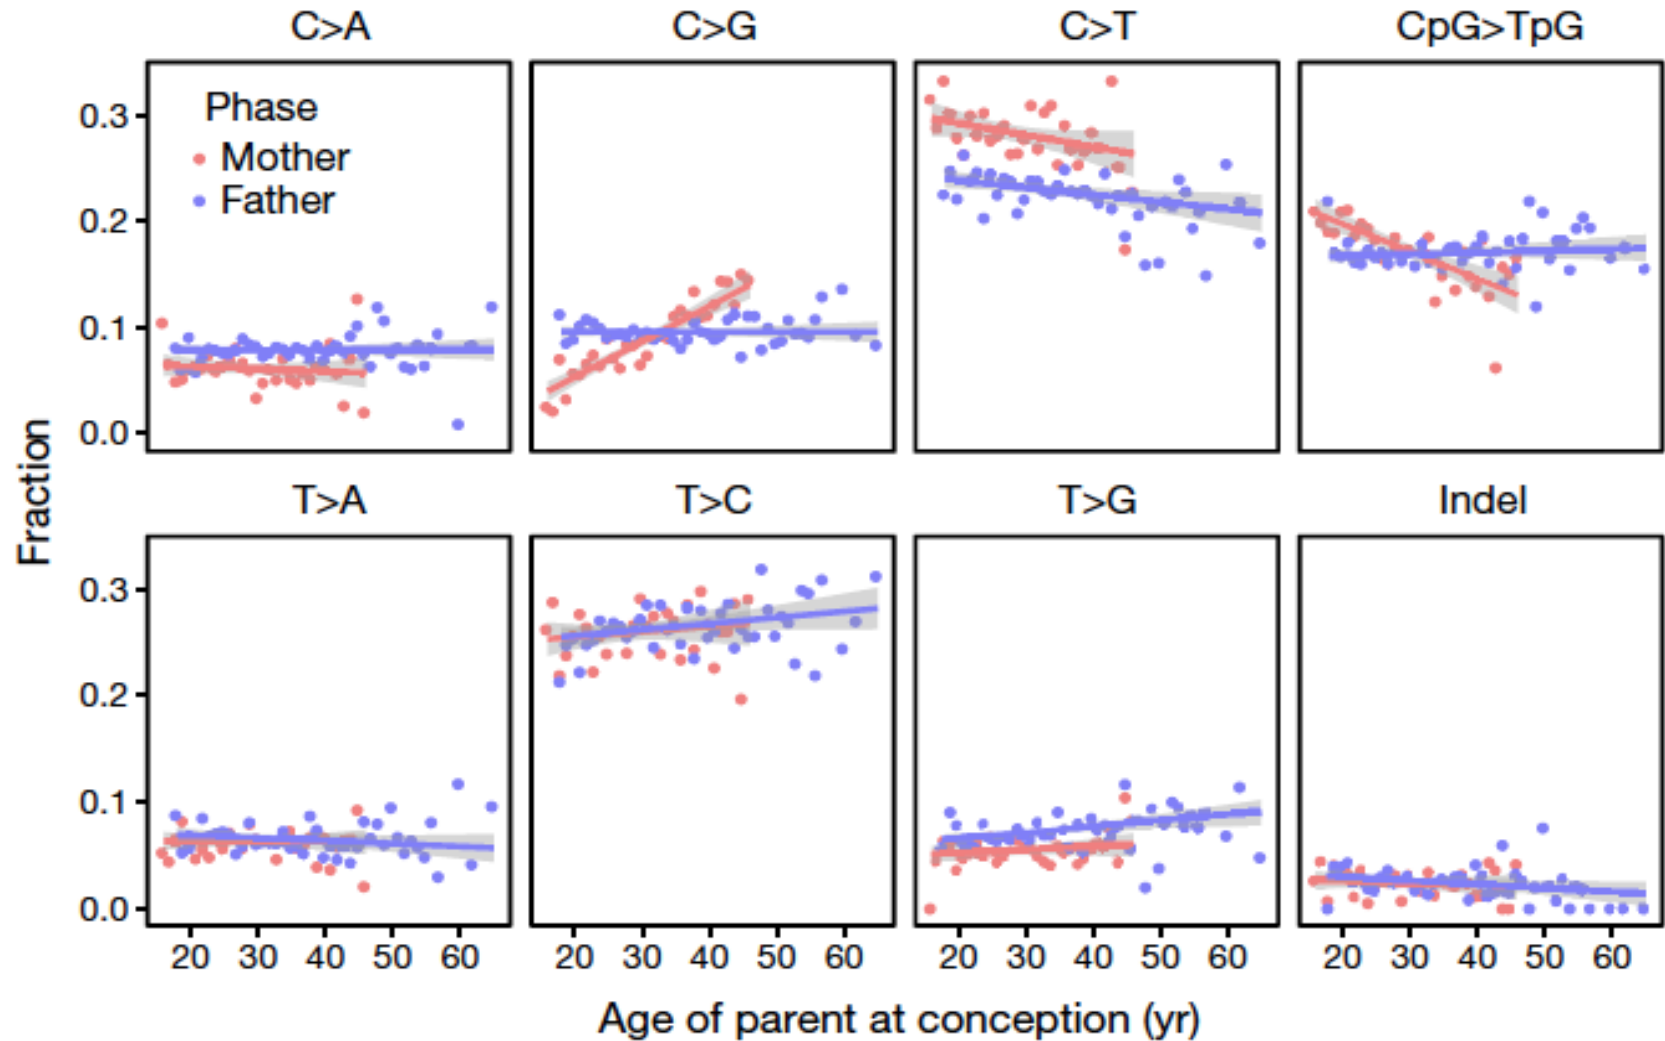 C>A C>G C>T CpG>TpG
Phase
Mother
Father
0.3
0.2
0.1
0.0
Fraction
T>A T>C T>G Indel
0.3
0.2
0.1
0.0
20 30 40 50 60 20 30 40 50 60 20 30 40 50 60 20 30 40 50 60
Age of parent at conception (yr)